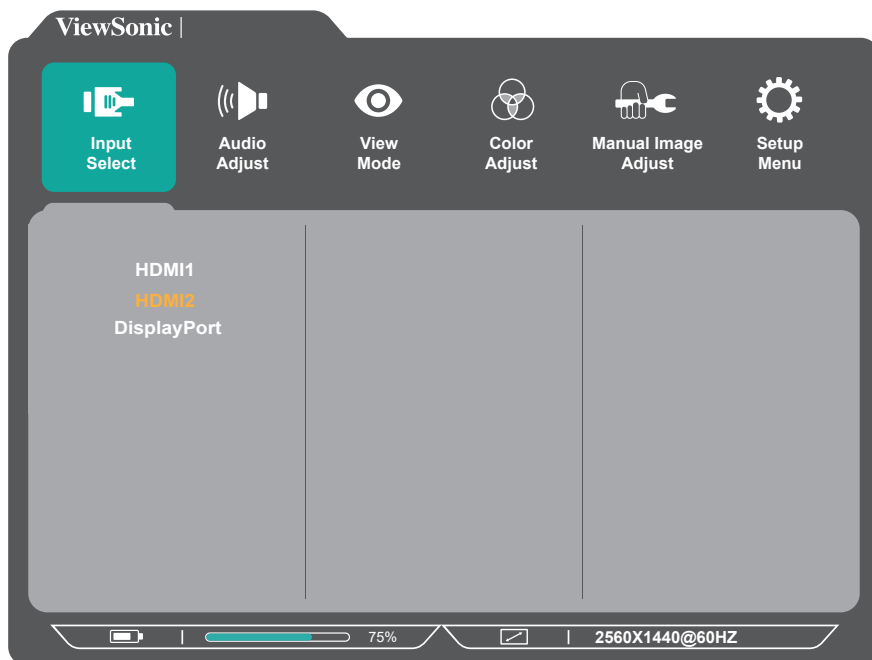 ViewSonic
Input
Select
Audio
Adjust
View
Mode
Color
Adjust
Manual Image
Adjust
Setup
Menu
HDMI1
HDMI2
DisplayPort
75%
2560X1440@60HZ